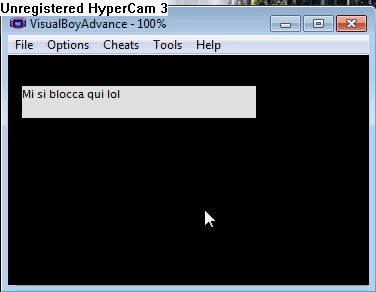 Unregistered HyperCam 3
VisualBoyAdvance - 100%
File Options Cheats Tools Help
Mi si blocca qui lol